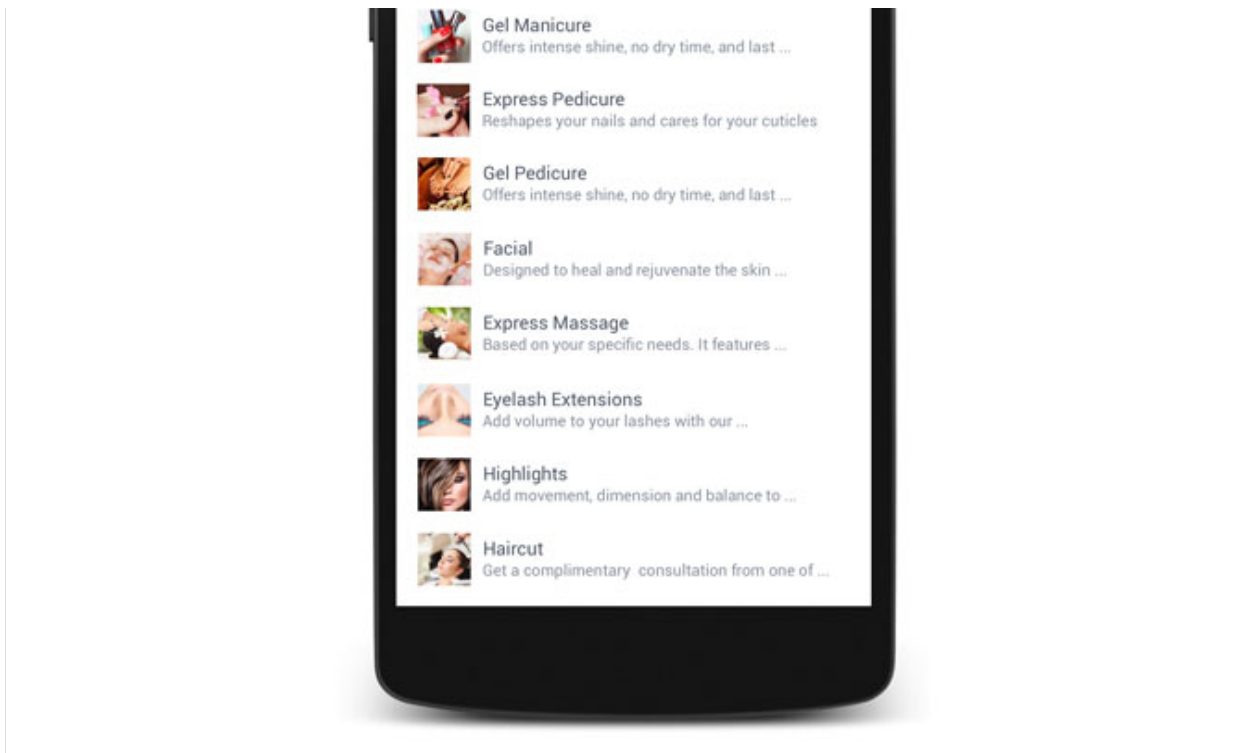 Gel Manicure
Offers intense shine, no dry time, and last ...
Express Pedicure
Reshapes your nails and cares for your cuticles
Gel Pedicure
Offers intense shine, no dry time, and last ...
Facial
Designed to heal and rejuvenate the skin ...
Express Massage
Based on your specific needs. It features ...
Eyelash Extensions
Add volume to your lashes with our ...
Highlights
Add movement, dimension and balance to ...
Haircut
Get a complimentary  consultation from one of ...